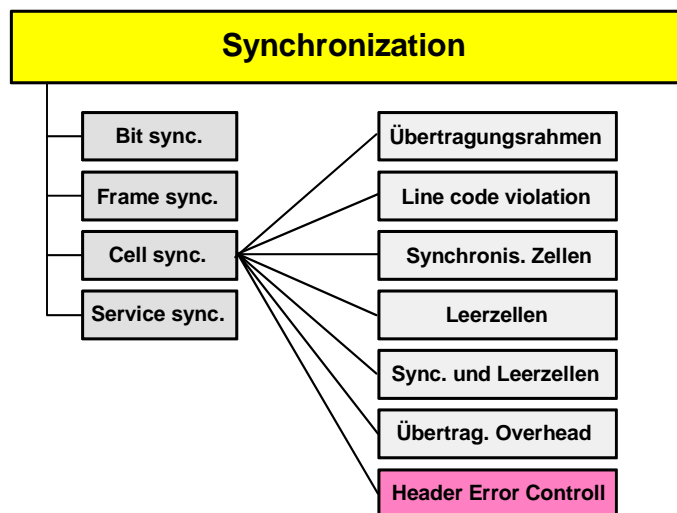 Synchronization
Bit sync.
Frame sync.
Cell sync.
Service sync.
Übertragungsrahmen
Line code violation
Synchronis. Zellen
Leerzellen
Sync. und Leerzellen
Übertrag. Overhead
Header Error Controll